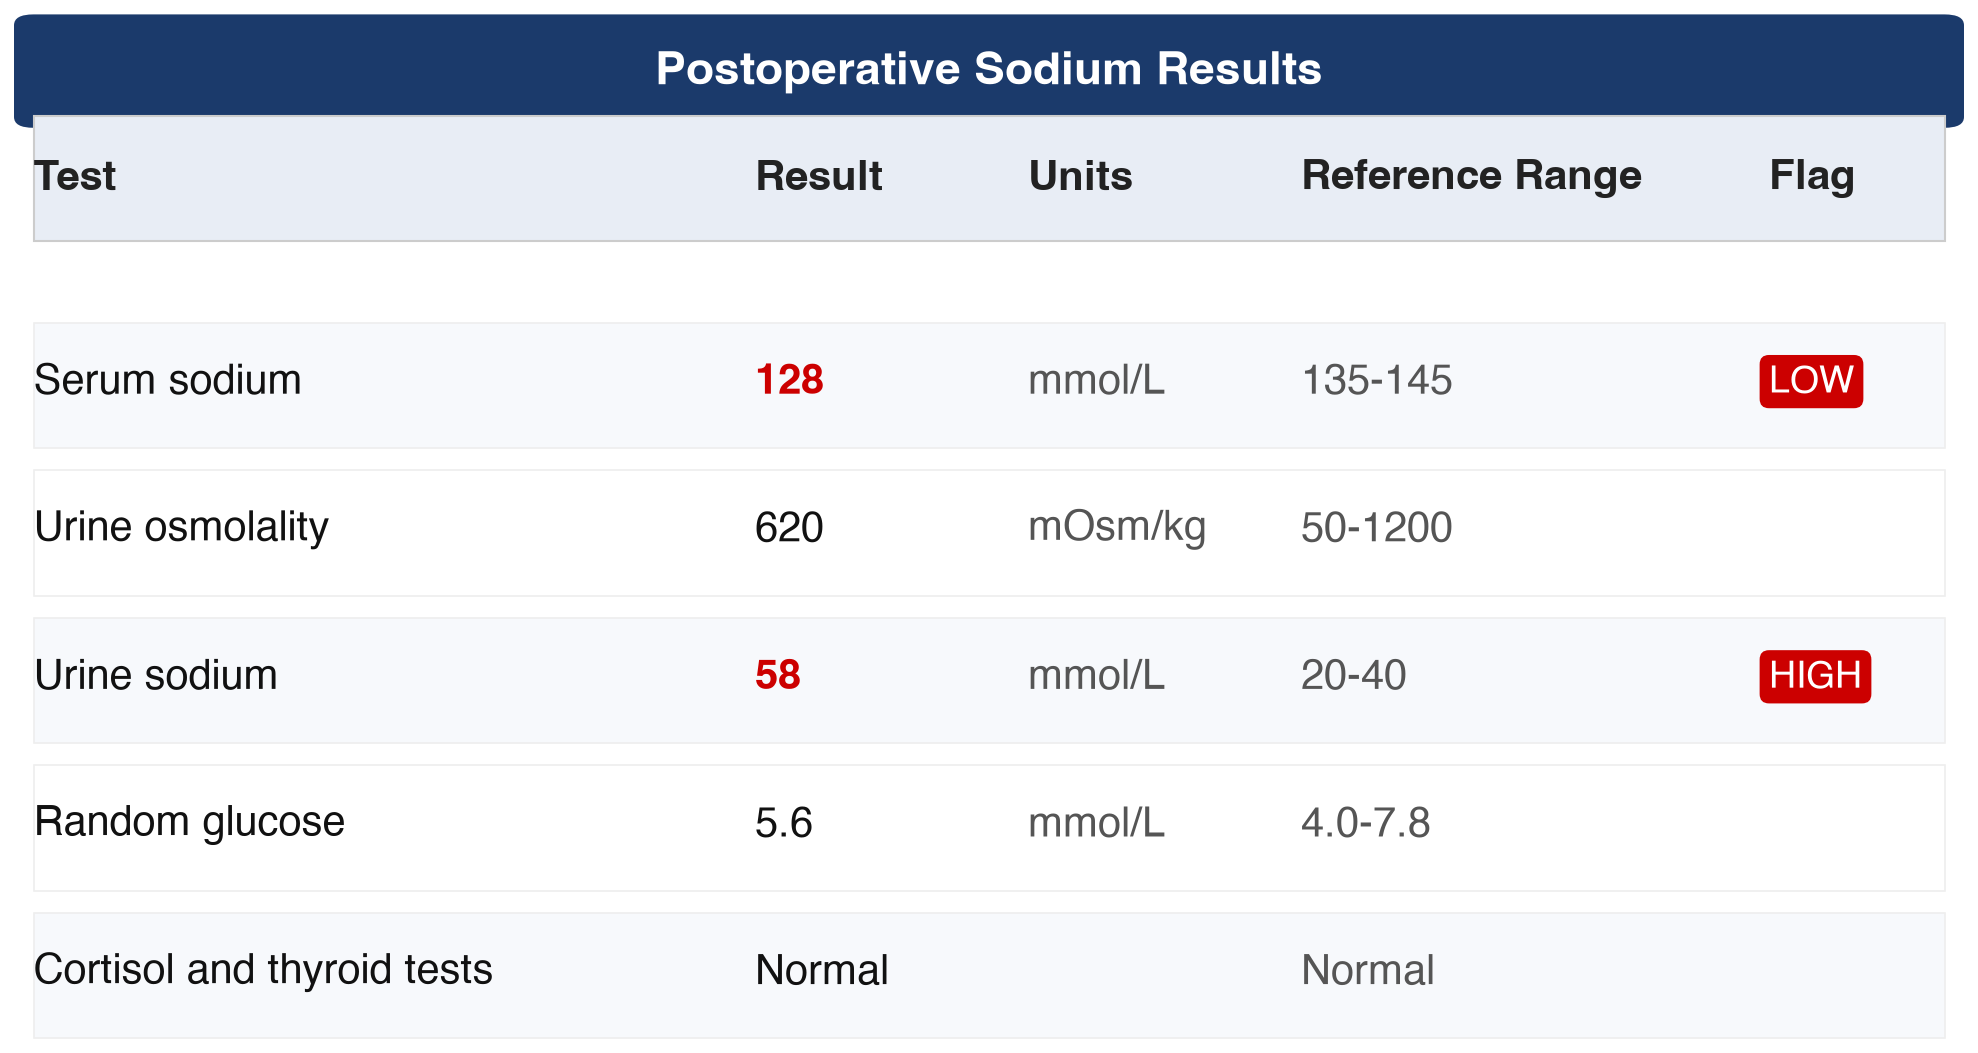 Postoperative Sodium Results
Test Result Units Reference Range Flag
Serum sodium 128 mmol/L 135-145 LOW
Urine osmolality 620 mOsm/kg 50-1200
Urine sodium 58 mmol/L 20-40 HIGH
Random glucose 5.6 mmol/L 4.0-7.8
Cortisol and thyroid tests Normal Normal